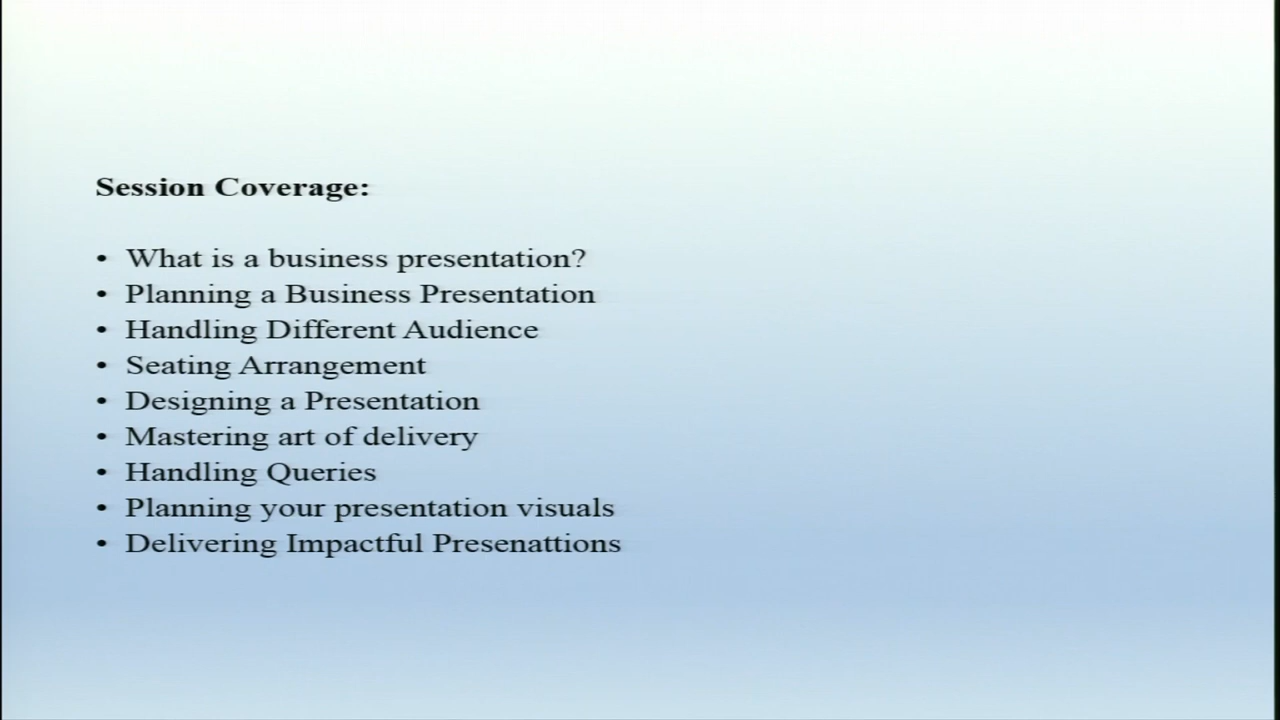 Session Coverage:
• What is a business presentation?
• Planning a Business Presentation
• Handling Different Audience
• Seating Arrangement
• Designing a Presentation
• Mastering art of delivery
• Handling Queries
• Planning your presentation visuals
• Delivering Impactful Presenattions